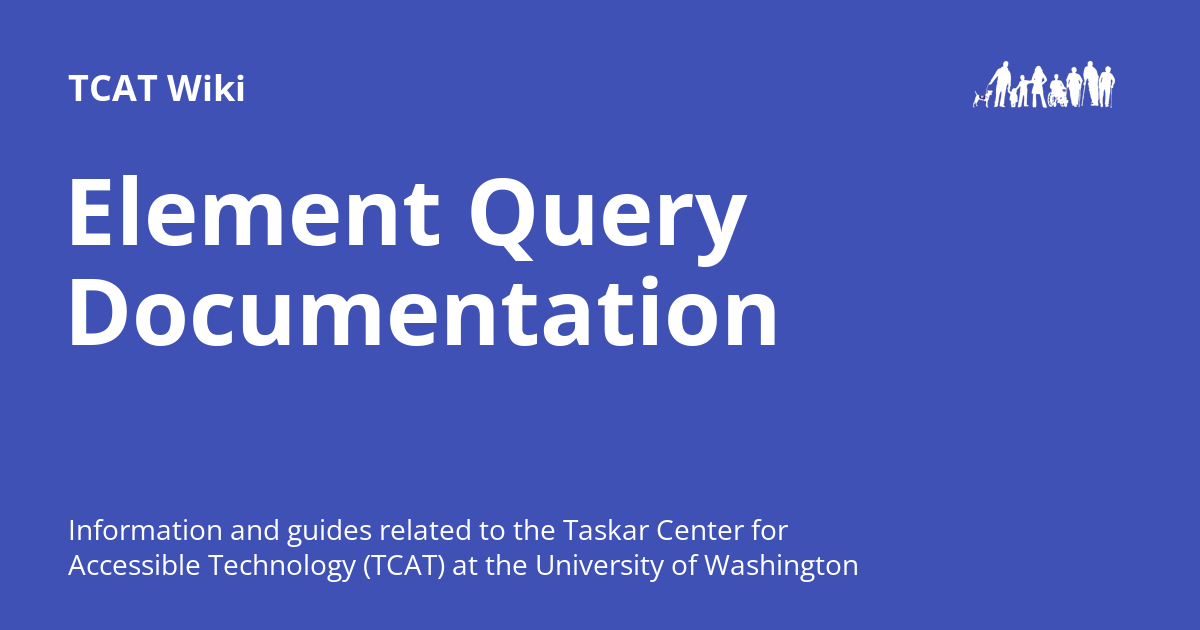 TCAT Wiki
Element Query
Documentation
Information and guides related to the Taskar Center for
Accessible Technology (TCAT) at the University of Washington